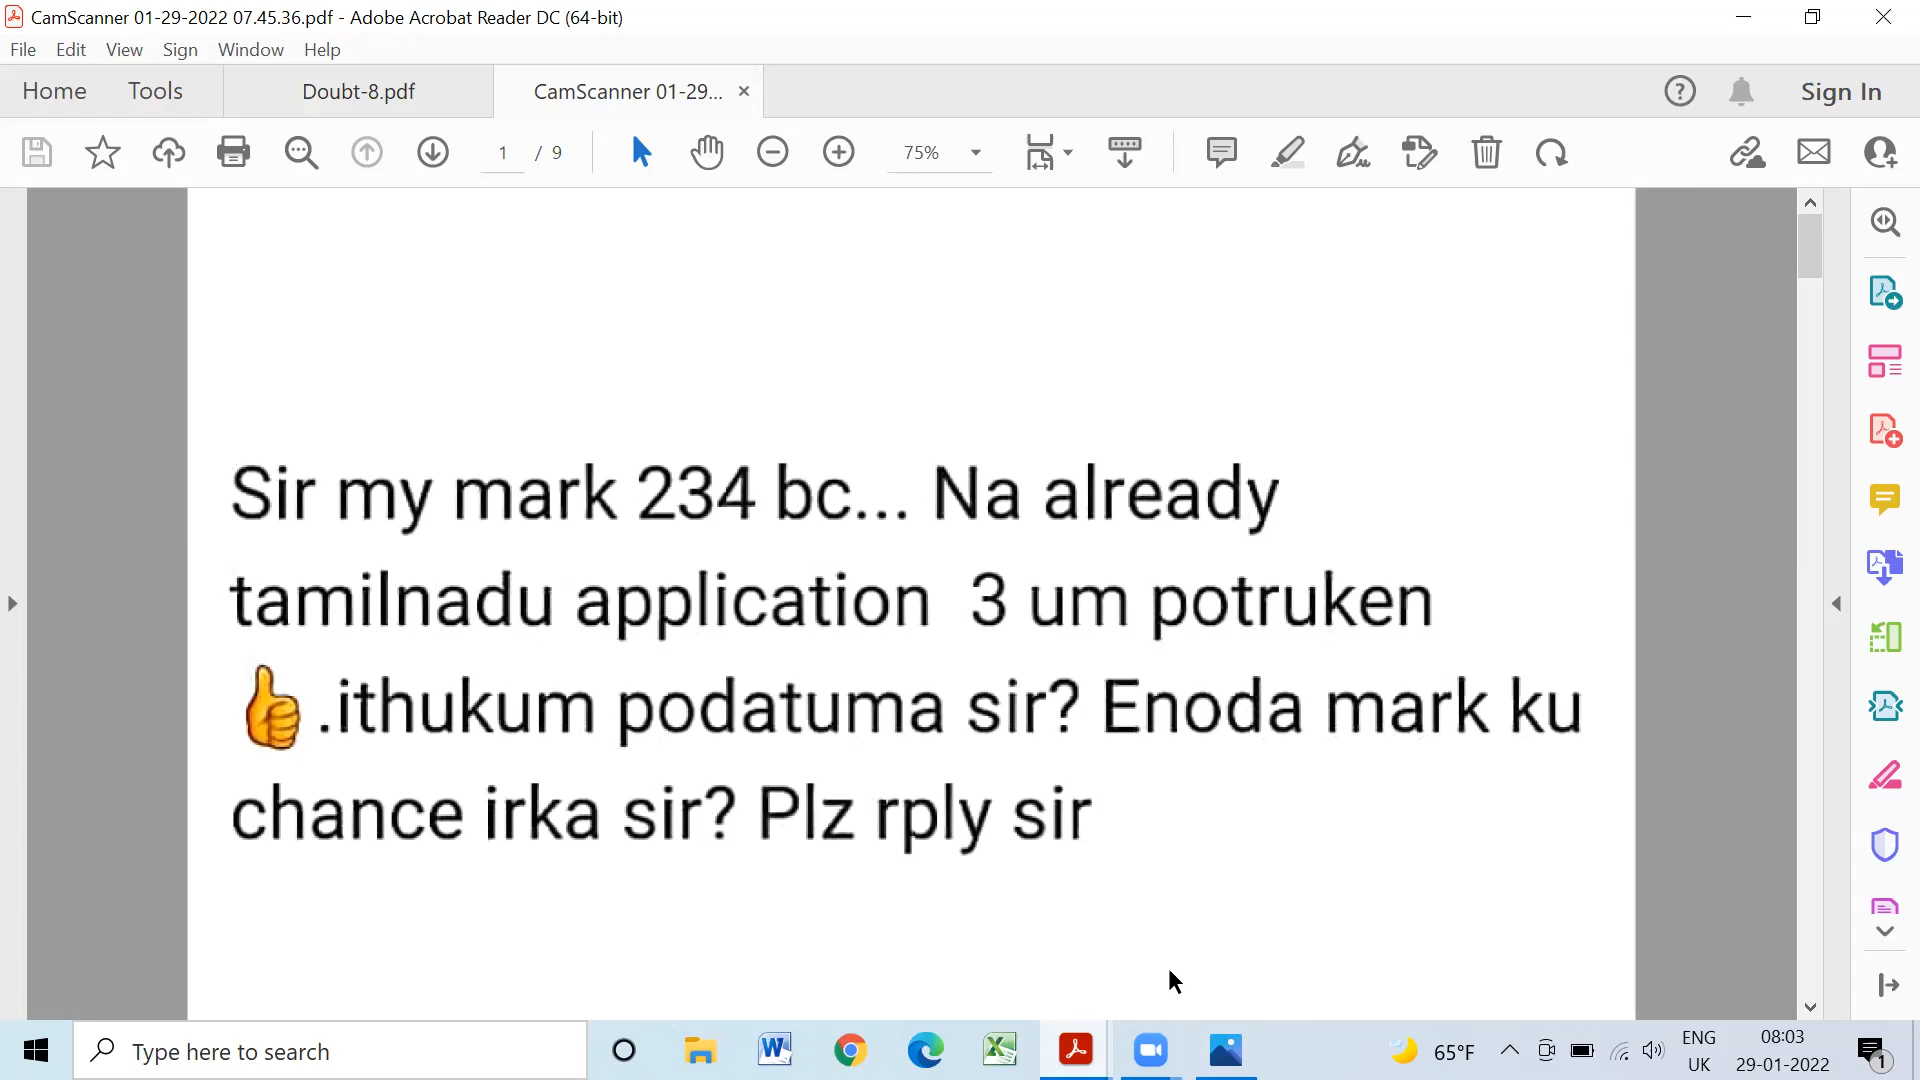 CamScanner 01-29-2022 07.45.36.pdf - Adobe Acrobat Reader DC (64-bit)
File Edit View Sign Window Help
Home Tools Doubt-8.pdf CamScanner 01-29... × Sign In
1 / 9 75%
Sir my mark 234 bc... Na already
tamilnadu application 3 um potruken
👍.ithukum podatuma sir? Enoda mark ku
chance irka sir? Plz rply sir
Type here to search 65°F ENG 08:03
UK 29-01-2022 1